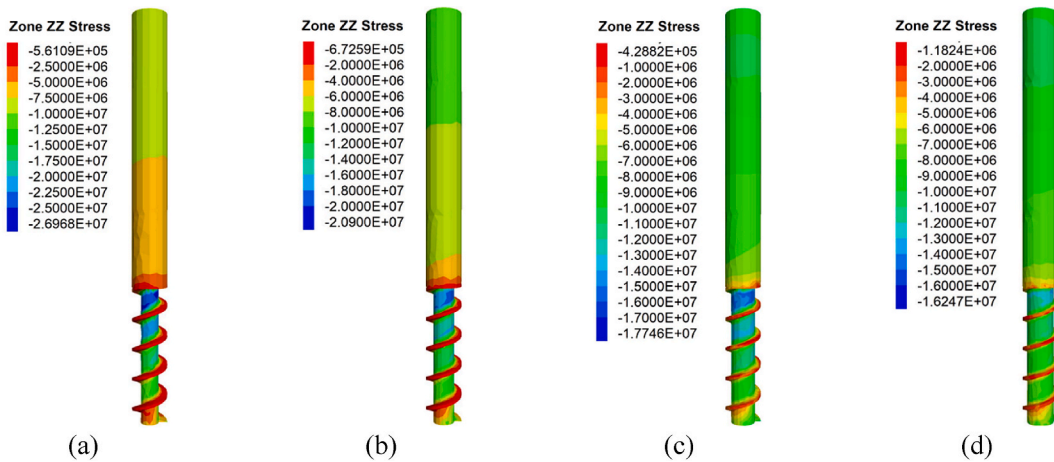 Zone ZZ Stress
-5.6109E+05
-2.5000E+06
-5.0000E+06
-7.5000E+06
-1.0000E+07
-1.2500E+07
-1.5000E+07
-1.7500E+07
-2.0000E+07
-2.2500E+07
-2.5000E+07
-2.6968E+07
(a)
Zone ZZ Stress
-6.7259E+05
-2.0000E+06
-4.0000E+06
-6.0000E+06
-8.0000E+06
-1.0000E+07
-1.2000E+07
-1.4000E+07
-1.6000E+07
-1.8000E+07
-2.0000E+07
-2.0900E+07
(b)
Zone ZZ Stress
-4.2882E+05
-1.0000E+06
-2.0000E+06
-3.0000E+06
-4.0000E+06
-5.0000E+06
-6.0000E+06
-7.0000E+06
-8.0000E+06
-9.0000E+06
-1.0000E+07
-1.1000E+07
-1.2000E+07
-1.3000E+07
-1.4000E+07
-1.5000E+07
-1.6000E+07
-1.7000E+07
-1.7746E+07
(c)
Zone ZZ Stress
-1.1824E+06
-2.0000E+06
-3.0000E+06
-4.0000E+06
-5.0000E+06
-6.0000E+06
-7.0000E+06
-8.0000E+06
-9.0000E+06
-1.0000E+07
-1.1000E+07
-1.2000E+07
-1.3000E+07
-1.4000E+07
-1.5000E+07
-1.6000E+07
-1.6247E+07
(d)